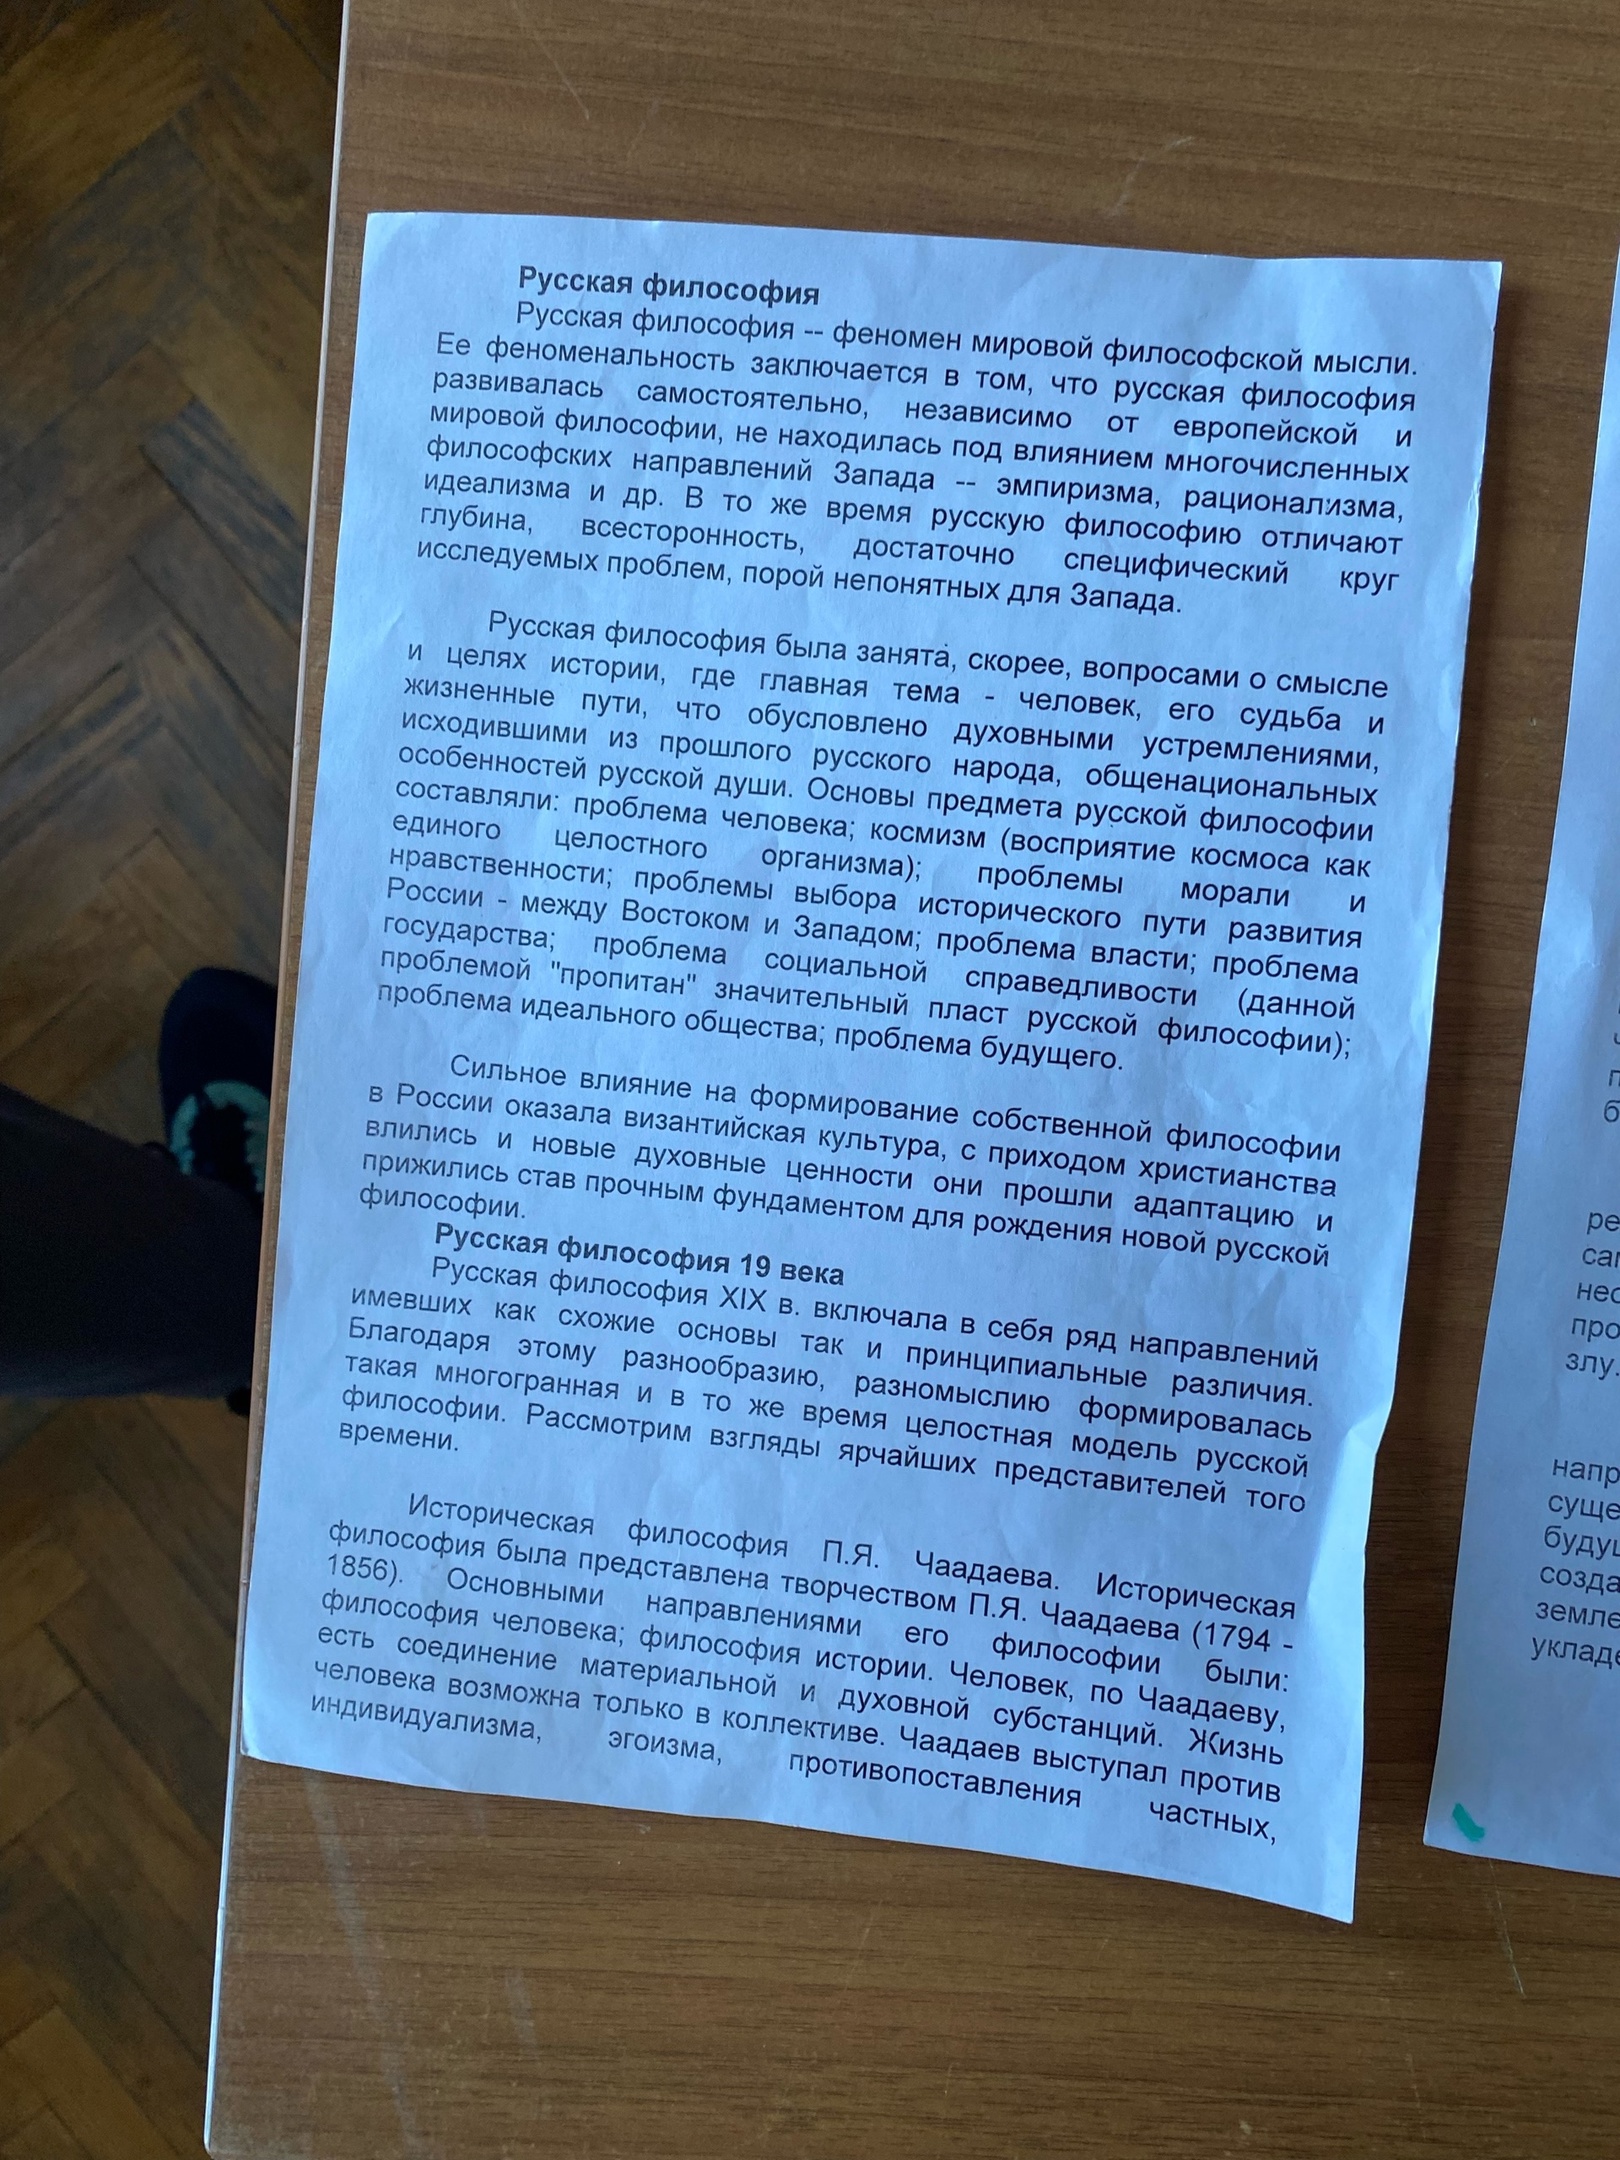 Русская философия
Русская философия -- феномен мировой философской мысли.
Ее феноменальность заключается в том, что русская философия
развивалась самостоятельно, независимо от европейской и
мировой философии, не находилась под влиянием многочисленных
философских направлений Запада -- эмпиризма, рационализма,
идеализма и др. В то же время русскую философию отличают
глубина, всесторонность, достаточно специфический круг
исследуемых проблем, порой непонятных для Запада.
Русская философия была занята, скорее, вопросами о смысле
и целях истории, где главная тема - человек, его судьба и
жизненные пути, что обусловлено духовными устремлениями,
исходившими из прошлого русского народа, общенациональных
особенностей русской души. Основы предмета русской философии
составляли: проблема человека; космизм (восприятие космоса как
единого целостного организма); проблемы морали и
нравственности; проблемы выбора исторического пути развития
России - между Востоком и Западом; проблема власти; проблема
государства; проблема социальной справедливости (данной
проблемой "пропитан" значительный пласт русской философии);
проблема идеального общества; проблема будущего.
Сильное влияние на формирование собственной философии
в России оказала византийская культура, с приходом христианства
влились и новые духовные ценности они прошли адаптацию и
прижились став прочным фундаментом для рождения новой русской
философии.
Русская философия 19 века
Русская философия XIX в. включала в себя ряд направлений
имевших как схожие основы так и принципиальные различия.
Благодаря этому разнообразию, разномыслию формировалась
такая многогранная и в то же время целостная модель русской
философии. Рассмотрим взгляды ярчайших представителей того
времени.
Историческая философия П.Я. Чаадаева. Историческая
философия была представлена творчеством П.Я. Чаадаева (1794 -
1856). Основными направлениями его философии были:
философия человека; философия истории. Человек, по Чаадаеву,
есть соединение материальной и духовной субстанций. Жизнь
человека возможна только в коллективе. Чаадаев выступал против
индивидуализма, эгоизма, противопоставления частных,
злу.